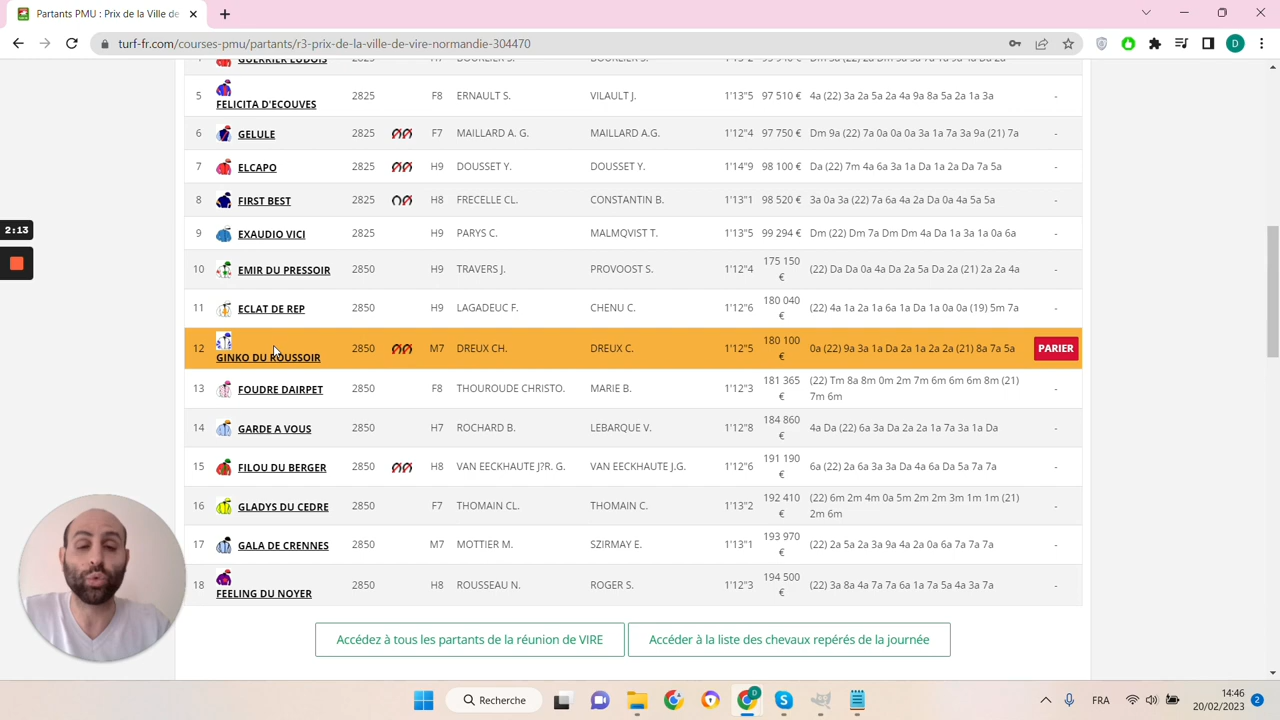 turf-fr.com/courses-pmu/partants/r3-vire/c7-prix-de-la-ville-de-vire-normandie-304470
D
5 FELICITA D'ECOUVES 2825 F8 ERNAULT S. VILAULT J. 1'13"5 97 510 € 4a (22) 3a 2a 5a 2a 4a 9a 8a 5a 2a 1a 3a -
6 GELULE 2825 F7 MAILLARD A. G. MAILLARD A.G. 1'12"4 97 750 € Dm 9a (22) 7a 0a 0a 0a 3a 1a 7a 3a 9a (21) 7a -
7 ELCAPO 2825 H9 DOUSSET Y. DOUSSET Y. 1'14"9 98 100 € Da (22) 7m 4a 6a 3a 1a Da 1a 2a Da 7a 5a -
8 FIRST BEST 2825 H8 FRECELLE CL. CONSTANTIN B. 1'13"1 98 520 € 3a 0a 3a (22) 7a 6a 4a 2a Da 0a 4a 5a 5a -
9 EXAUDIO VICI 2825 H9 PARYS C. MALMQVIST T. 1'13"5 99 294 € Dm (22) Dm 7a Dm Dm 4a Da 1a 3a 1a 0a 6a -
10 EMIR DU PRESSOIR 2850 H9 TRAVERS J. PROVOOST S. 1'12"4 175 150 € (22) Da Da 0a 4a Da 2a 5a Da 2a (21) 2a 2a 4a -
11 ECLAT DE REP 2850 H9 LAGADEUC F. CHENU C. 1'12"6 180 040 € (22) 4a 1a 2a 1a 6a 1a Da 1a 0a 0a (19) 5m 7a -
12 GINKO DU ROUSSOIR 2850 M7 DREUX CH. DREUX C. 1'12"5 180 100 € 0a (22) 9a 3a 1a Da 2a 1a 2a 2a (21) 8a 7a 5a PARIER
13 FOUDRE DAIRPET 2850 F8 THOUROUDE CHRISTO. MARIE B. 1'12"3 181 365 € (22) Tm 8a 8m 0m 2m 7m 6m 6m 6m 8m (21) 7m 6m -
14 GARDE A VOUS 2850 H7 ROCHARD B. LEBARQUE V. 1'12"8 184 860 € 4a Da (22) 6a 3a Da 2a 2a 1a 7a 3a 1a Da -
15 FILOU DU BERGER 2850 H8 VAN EECKHAUTE J?R. G. VAN EECKHAUTE J.G. 1'12"6 191 190 € 6a (22) 2a 6a 3a 3a Da 4a 6a Da 5a 7a 7a -
16 GLADYS DU CEDRE 2850 F7 THOMAIN CL. THOMAIN C. 1'13"2 192 410 € (22) 6m 2m 4m 0a 5m 2m 2m 3m 1m 1m (21) 2m 6m -
17 GALA DE CRENNES 2850 M7 MOTTIER M. SZIRMAY E. 1'13"1 193 970 € (22) 2a 5a 2a 3a 9a 4a 2a 0a 6a 7a 7a 7a -
18 FEELING DU NOYER 2850 H8 ROUSSEAU N. ROGER S. 1'12"3 194 500 € (22) 3a 8a 4a 7a 7a 6a 1a 7a 5a 4a 3a 7a -
2:13
Accédez à tous les partants de la réunion de VIRE Accéder à la liste des chevaux repérés de la journée
Recherche FRA 14:46
20/02/2023 2